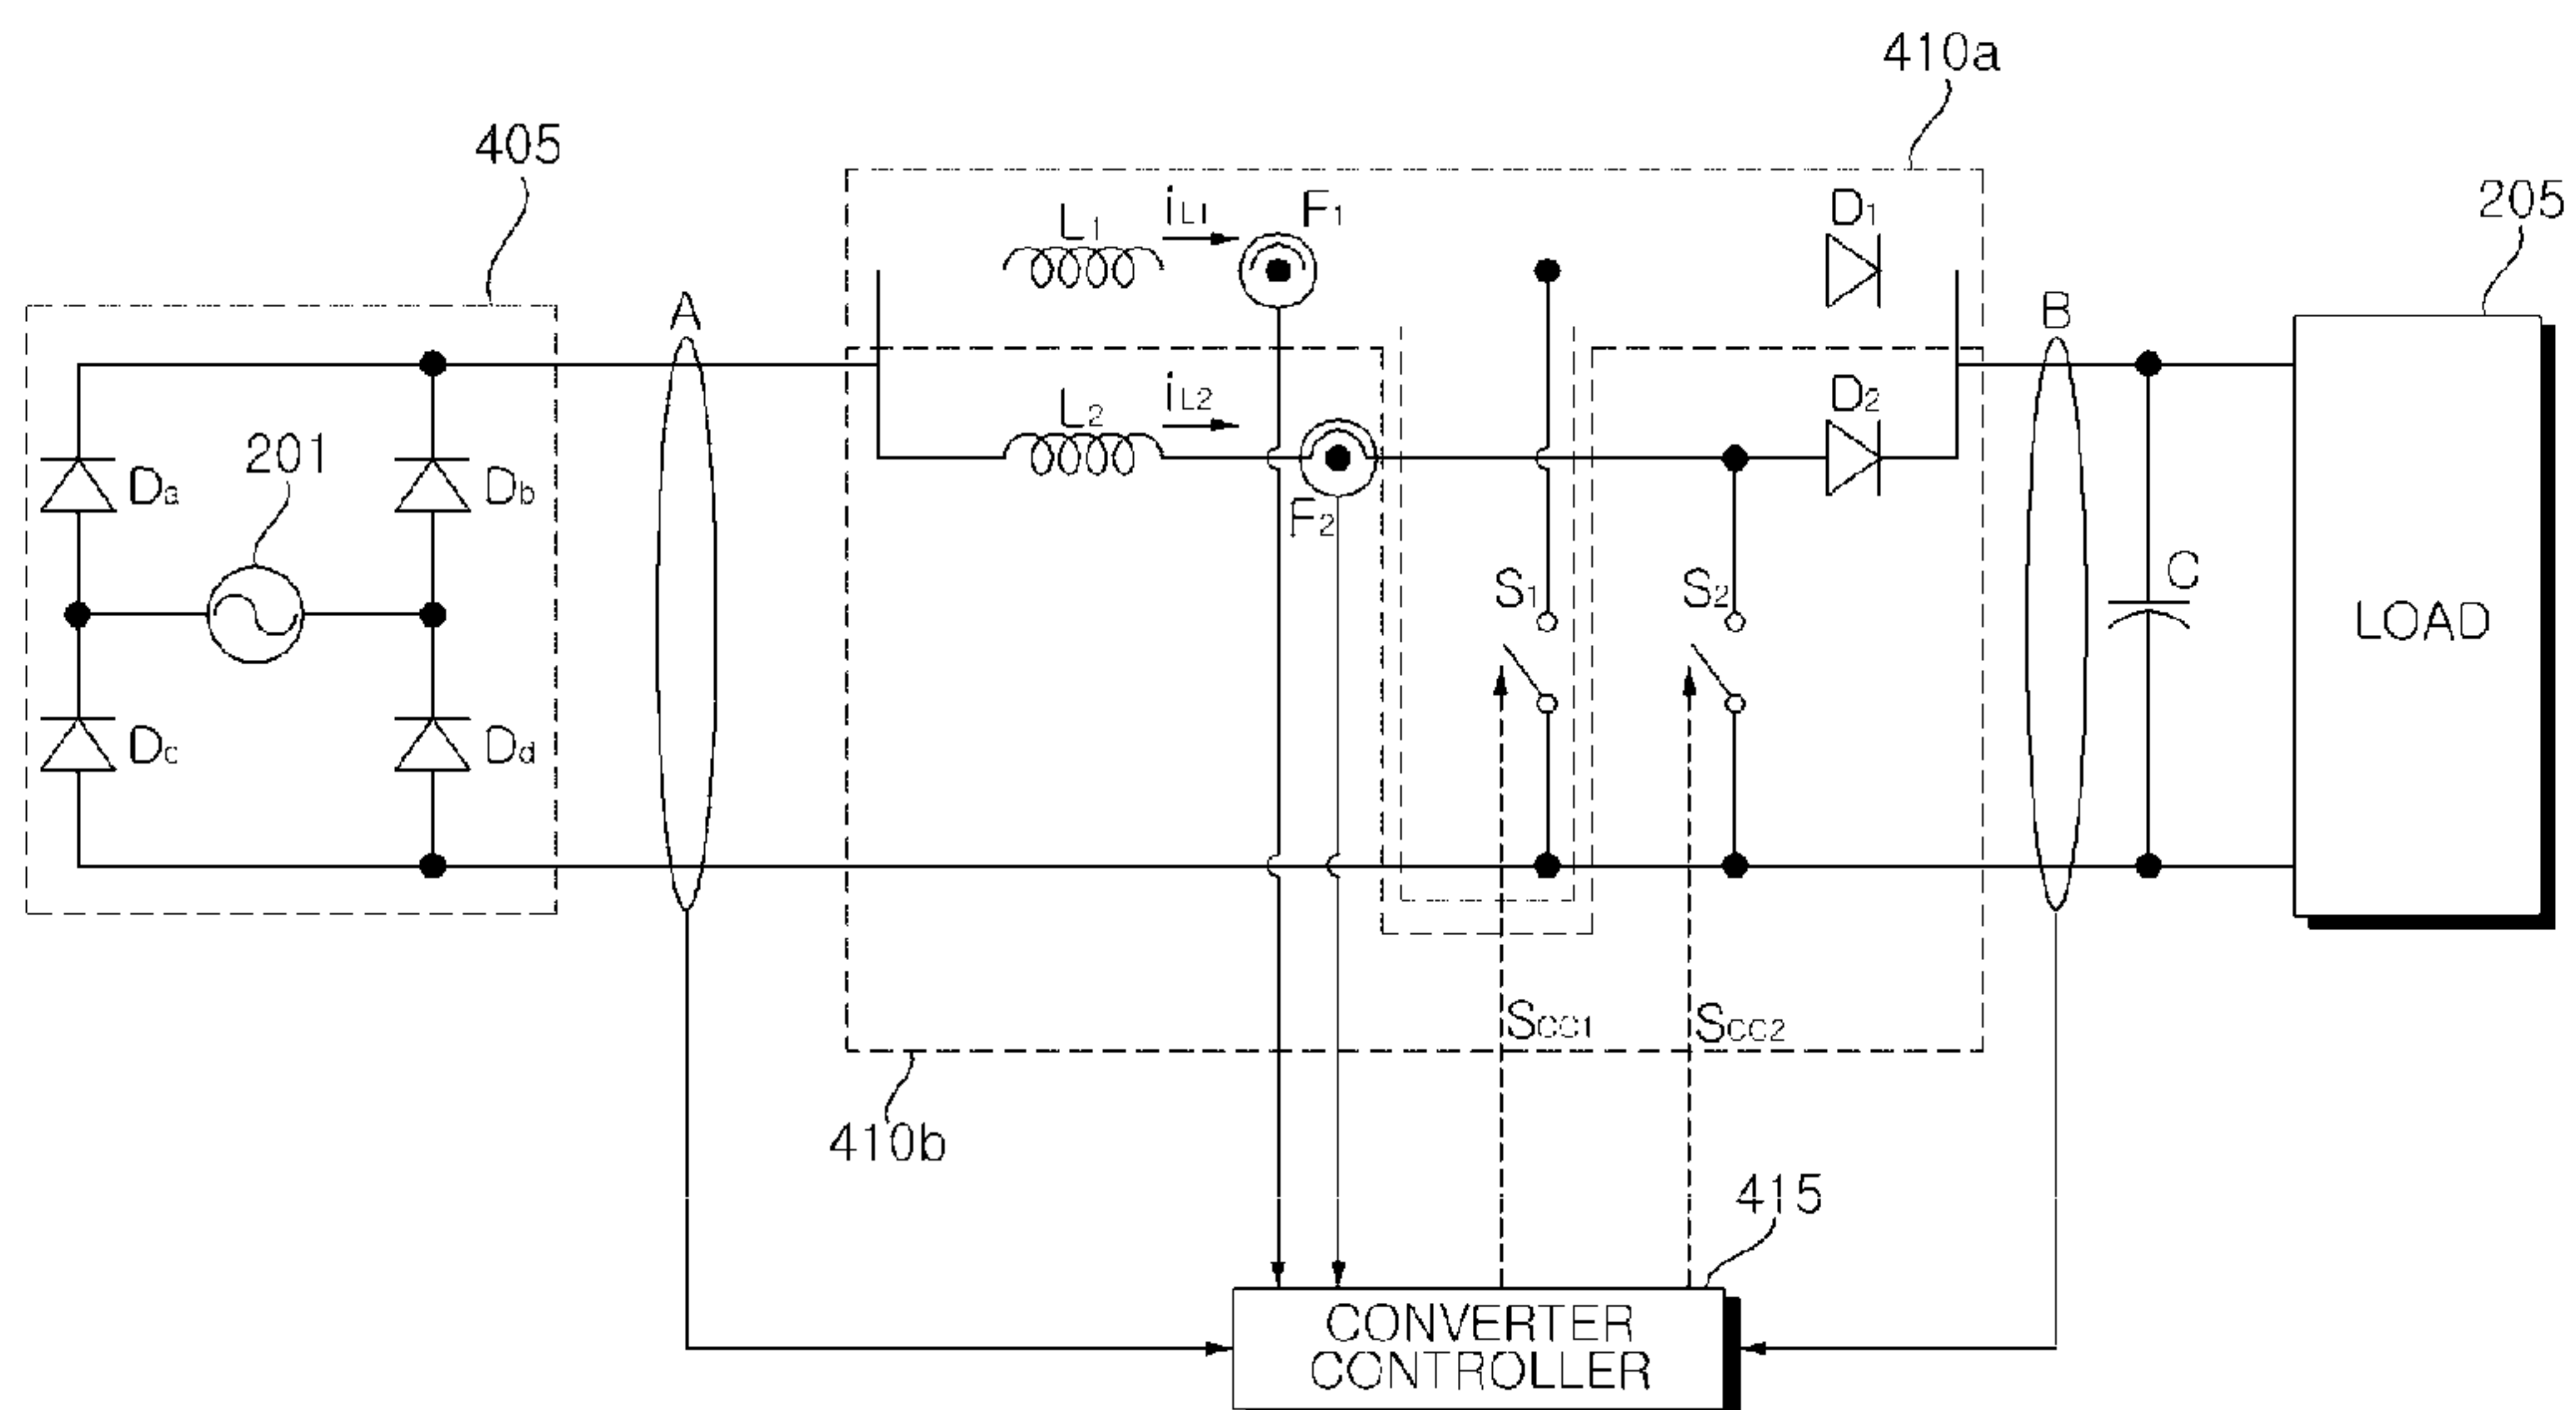 410a
405
205
L1
iL1
F1
D1
A
B
L2
iL2
D2
201
Da
Db
F2
S1
S2
C
LOAD
Dc
Dd
SCC1
SCC2
410b
415
CONVERTER
CONTROLLER